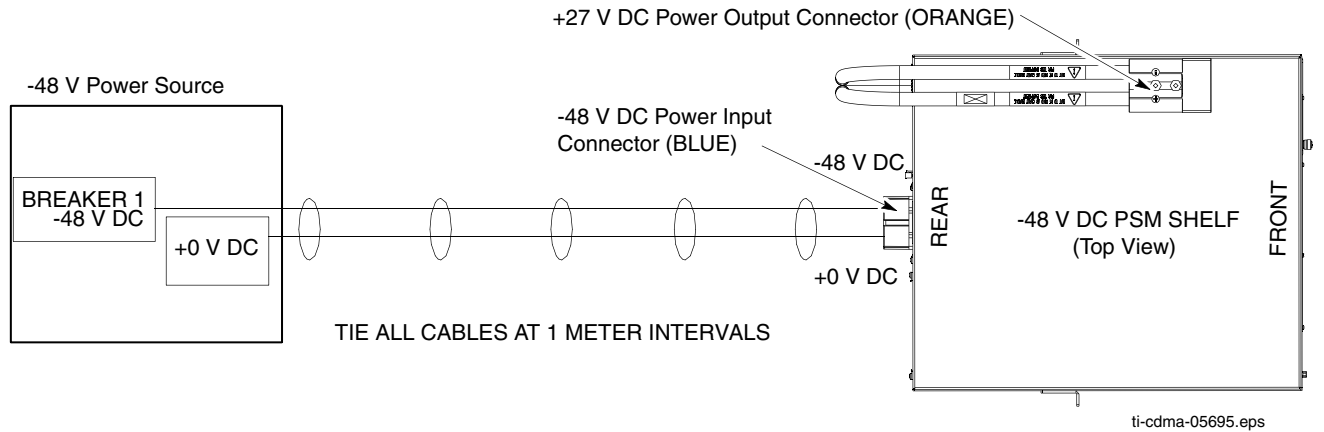 +27 V DC Power Output Connector (ORANGE)
-48 V Power Source
-48 V DC Power Input
Connector (BLUE)
-48 V DC
BREAKER 1
-48 V DC
+0 V DC
+0 V DC
REAR
-48 V DC PSM SHELF
(Top View)
FRONT
TIE ALL CABLES AT 1 METER INTERVALS
ti-cdma-05695.eps